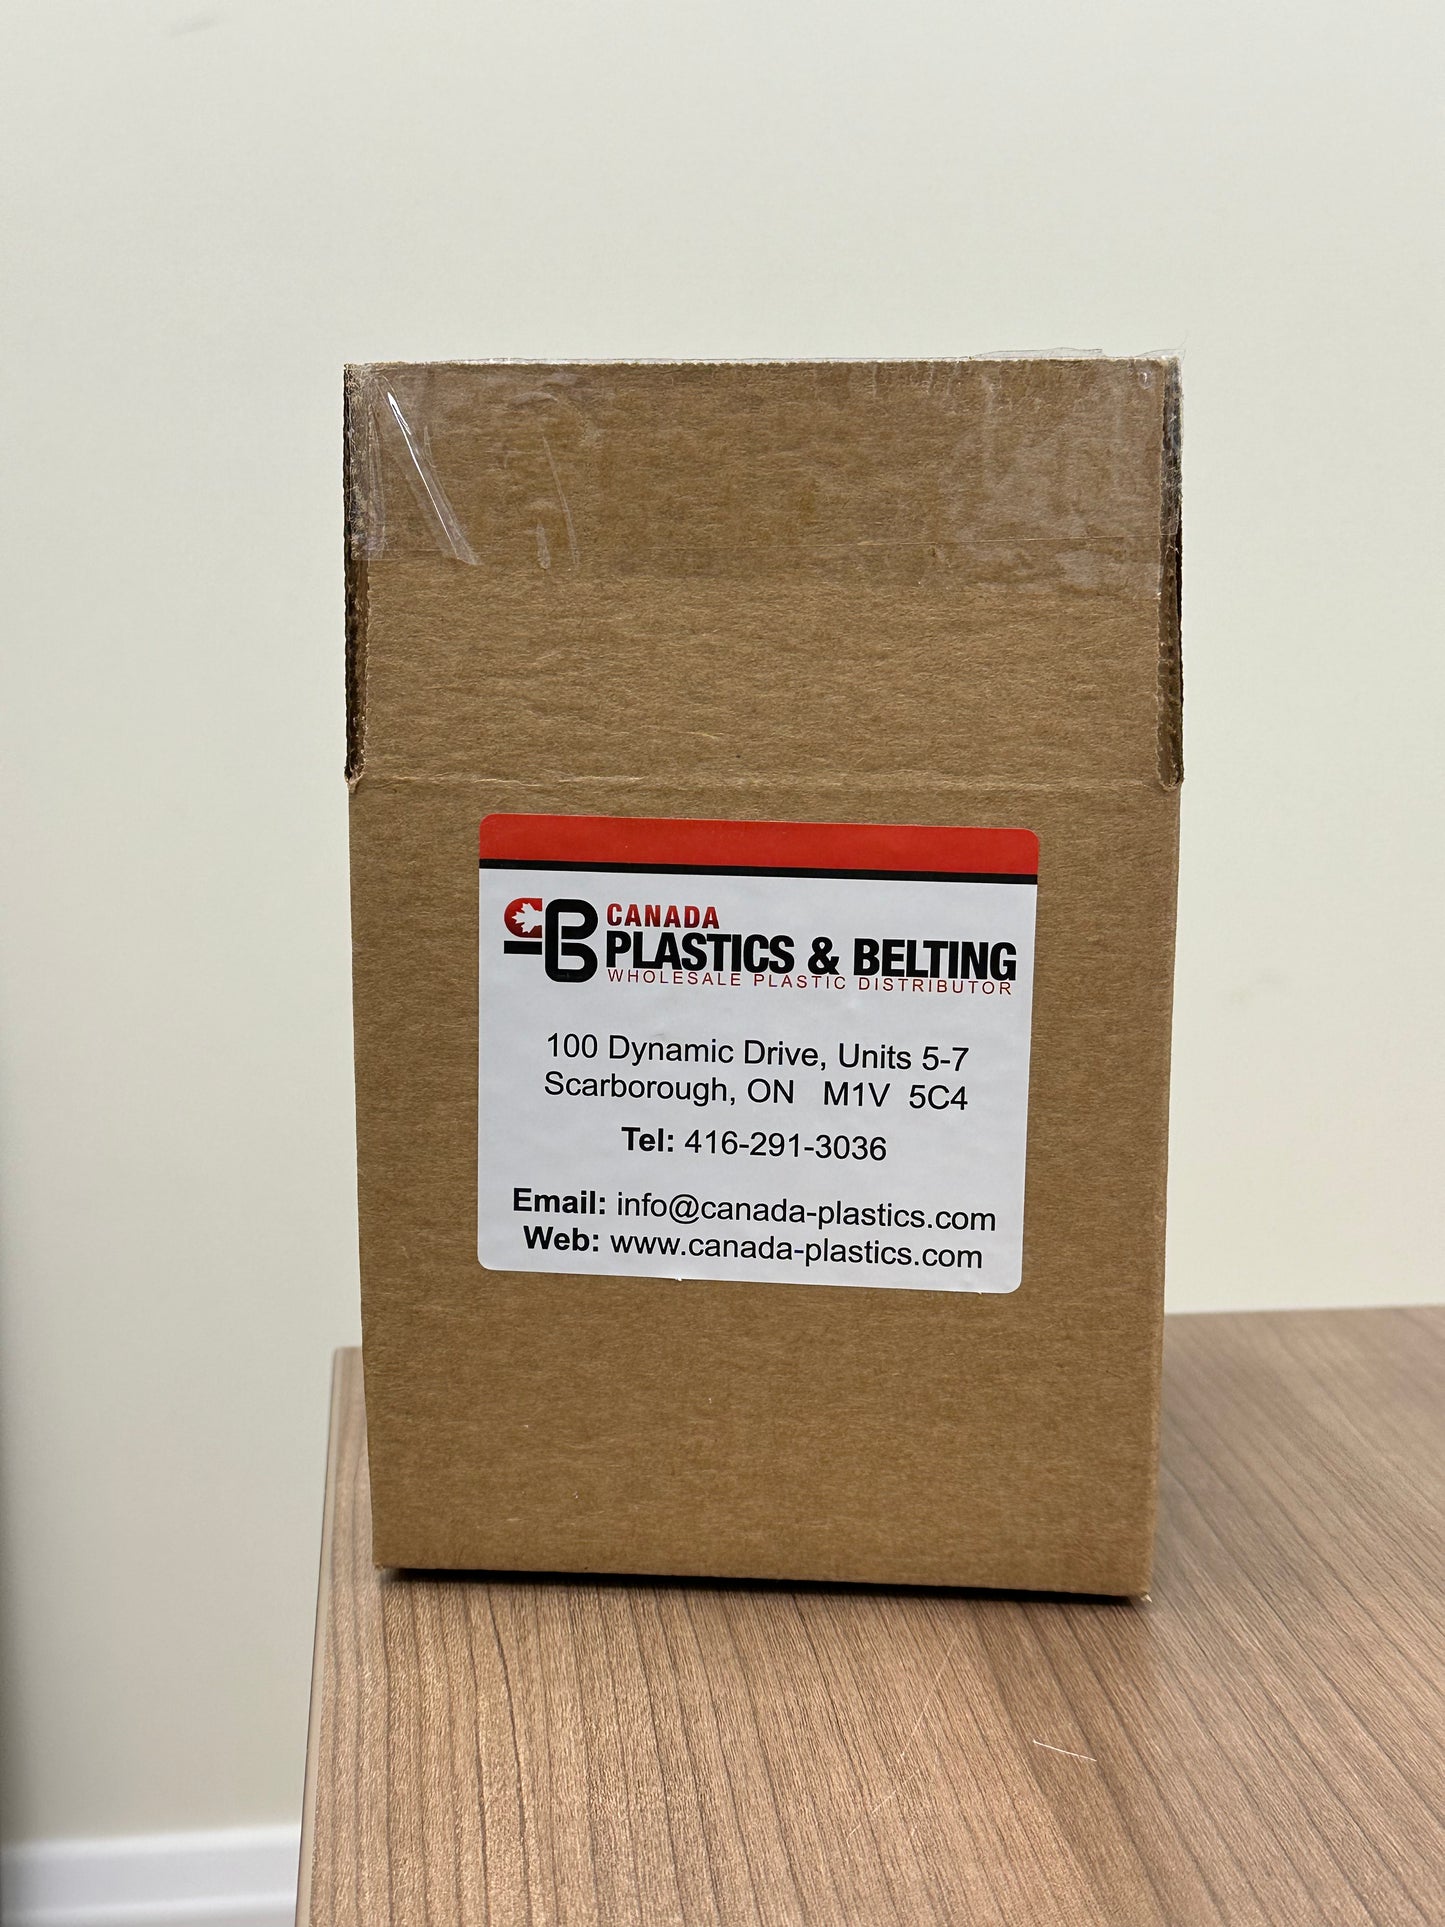 CB
CANADA
PLASTICS & BELTING
WHOLESALE PLASTIC DISTRIBUTOR
100 Dynamic Drive, Units 5-7
Scarborough, ON M1V 5C4
Tel: 416-291-3036
Email: info@canada-plastics.com
Web: www.canada-plastics.com